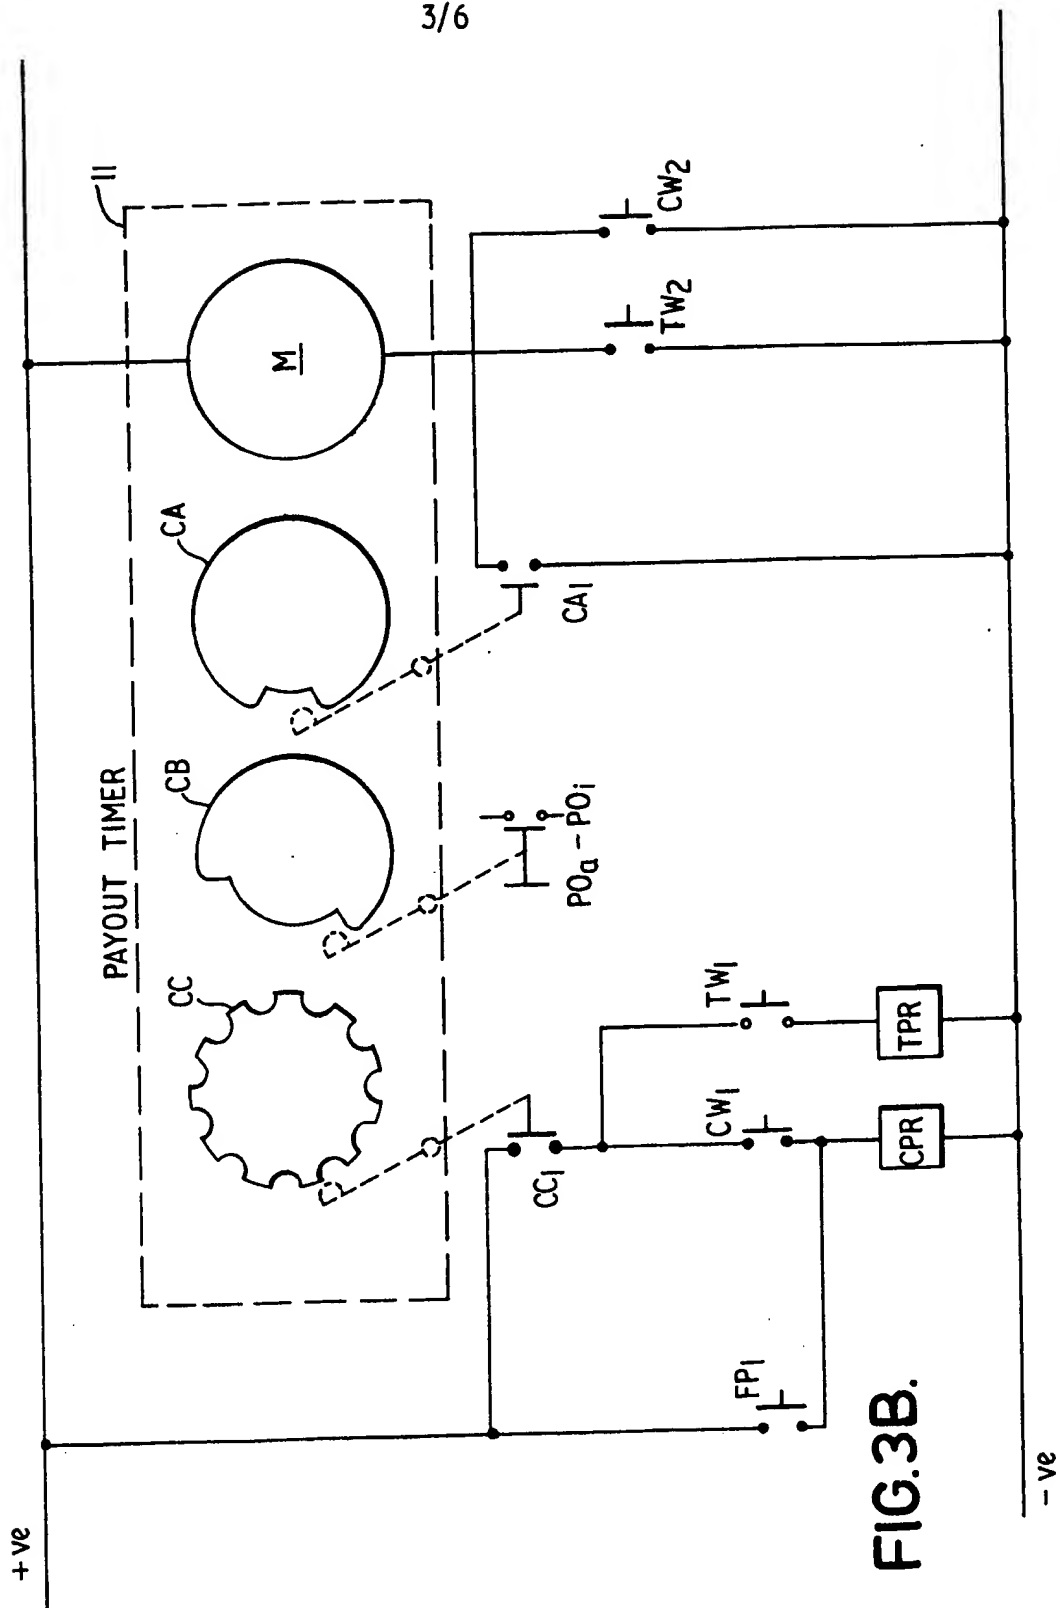 3/6
+ve
PAYOUT TIMER
11
CC
CB
CA
M
CC1
POa - POi
CA1
FP1
CW1
TW1
TW2
CW2
CPR
TPR
FIG.3B.
-ve